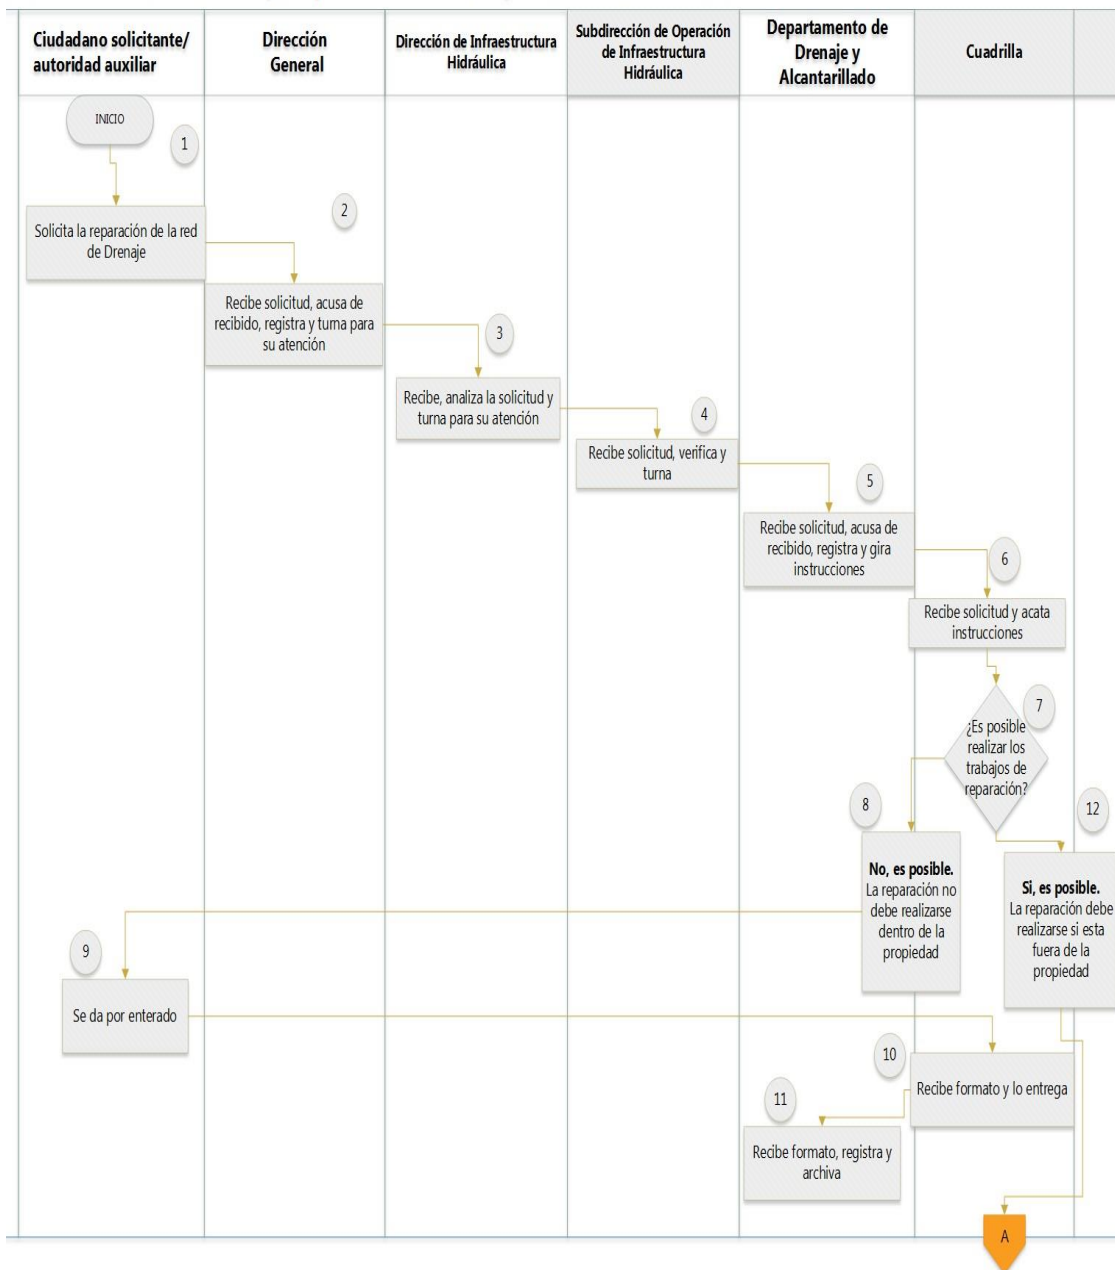 Ciudadano solicitante/
autoridad auxiliar
Dirección
General
Dirección de Infraestructura
Hidráulica
Subdirección de Operación
de Infraestructura
Hidráulica
Departamento de
Drenaje y
Alcantarillado
Cuadrilla
INICIO
1
Solicita la reparación de la red
de Drenaje
2
Recibe solicitud, acusa de
recibido, registra y turna para
su atención
3
Recibe, analiza la solicitud y
turna para su atención
4
Recibe solicitud, verifica y
turna
5
Recibe solicitud, acusa de
recibido, registra y gira
instrucciones
6
Recibe solicitud y acata
instrucciones
7
¿Es posible
realizar los
trabajos de
reparación?
8
No, es posible.
La reparación no
debe realizarse
dentro de la
propiedad
12
Si, es posible.
La reparación debe
realizarse si esta
fuera de la
propiedad
9
Se da por enterado
10
Recibe formato y lo entrega
11
Recibe formato, registra y
archiva
A